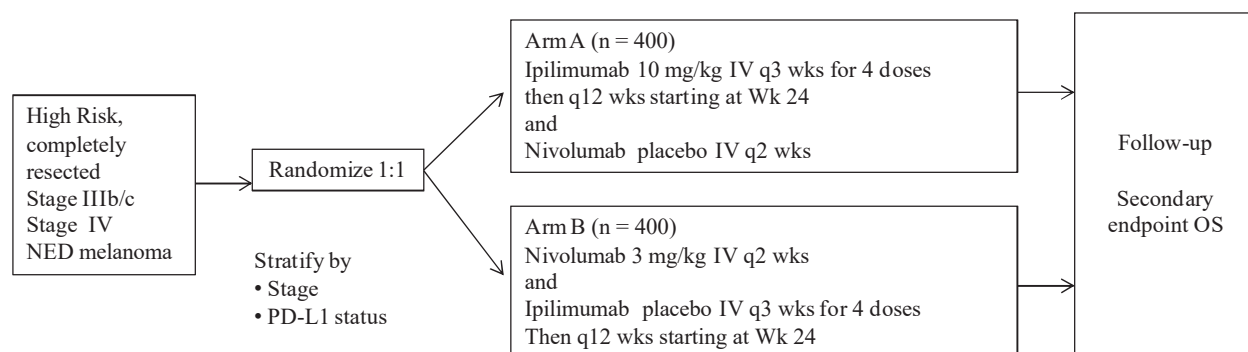 High Risk,
completely
resected
Stage IIIb/c
Stage IV
NED melanoma
Randomize 1:1
Stratify by
• Stage
• PD-L1 status
Arm A (n = 400)
Ipilimumab 10 mg/kg IV q3 wks for 4 doses
then q12 wks starting at Wk 24
and
Nivolumab placebo IV q2 wks
Arm B (n = 400)
Nivolumab 3 mg/kg IV q2 wks
and
Ipilimumab placebo IV q3 wks for 4 doses
Then q12 wks starting at Wk 24
Follow-up
Secondary
endpoint OS